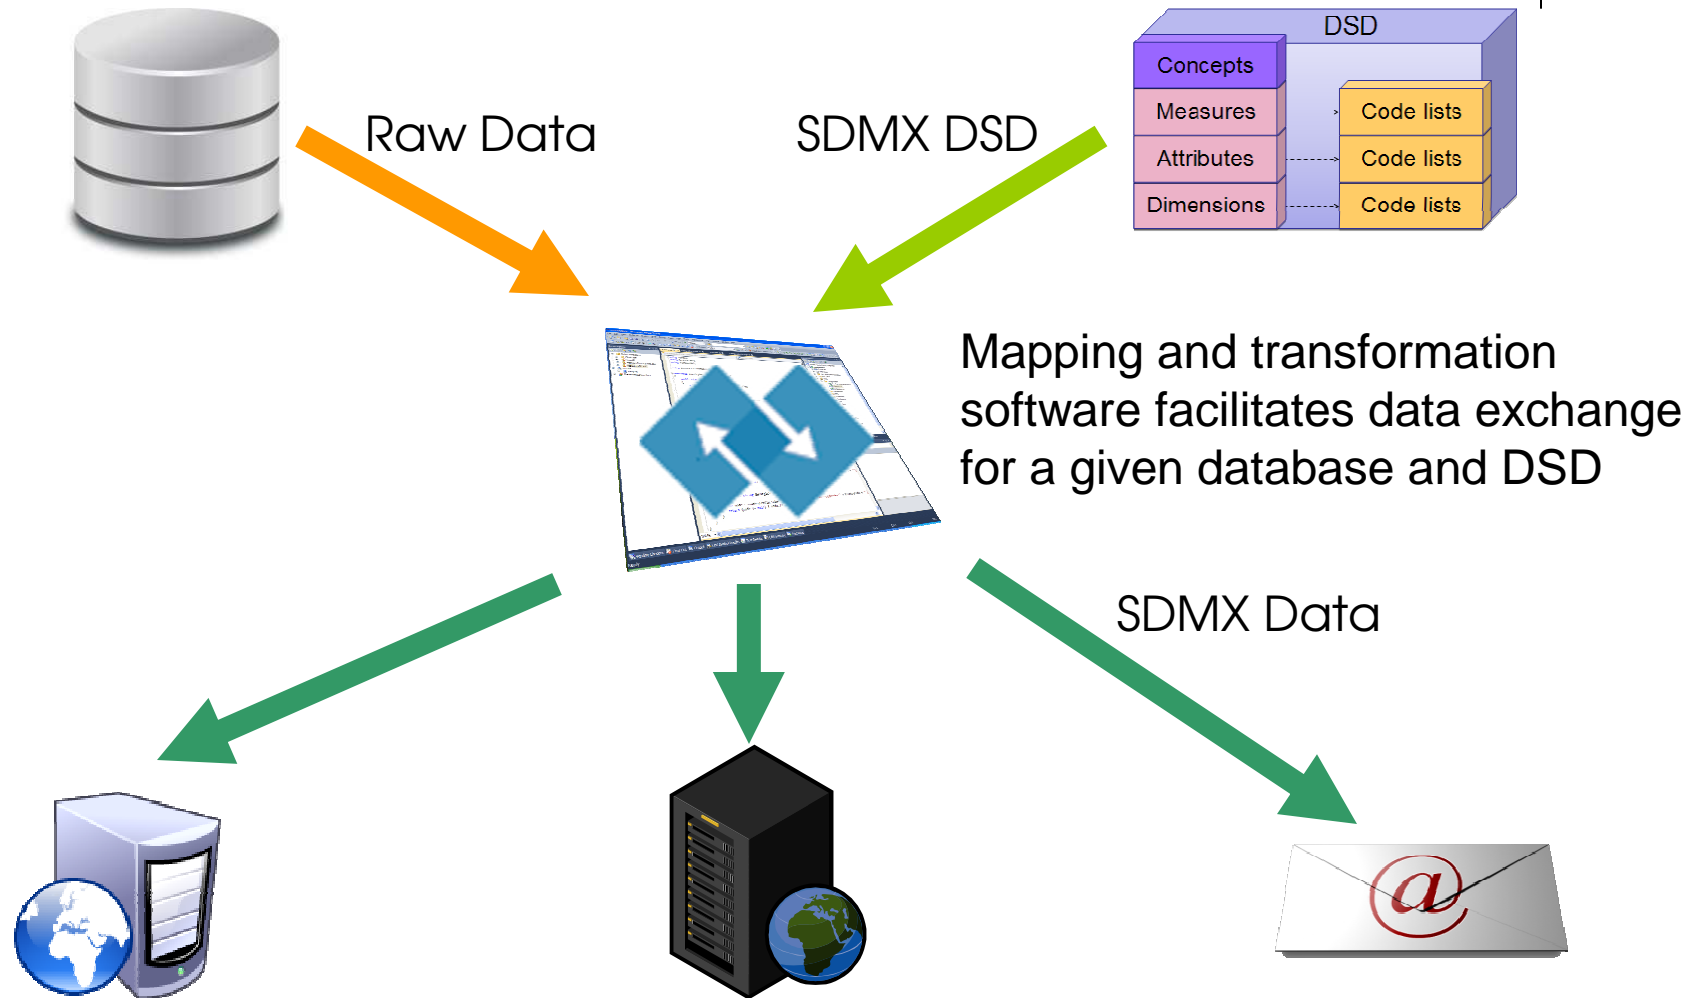 DSD
Concepts
Measures
Code lists
Attributes
Code lists
Dimensions
Code lists
Raw Data
SDMX DSD
Mapping and transformation
software facilitates data exchange
for a given database and DSD
SDMX Data
@